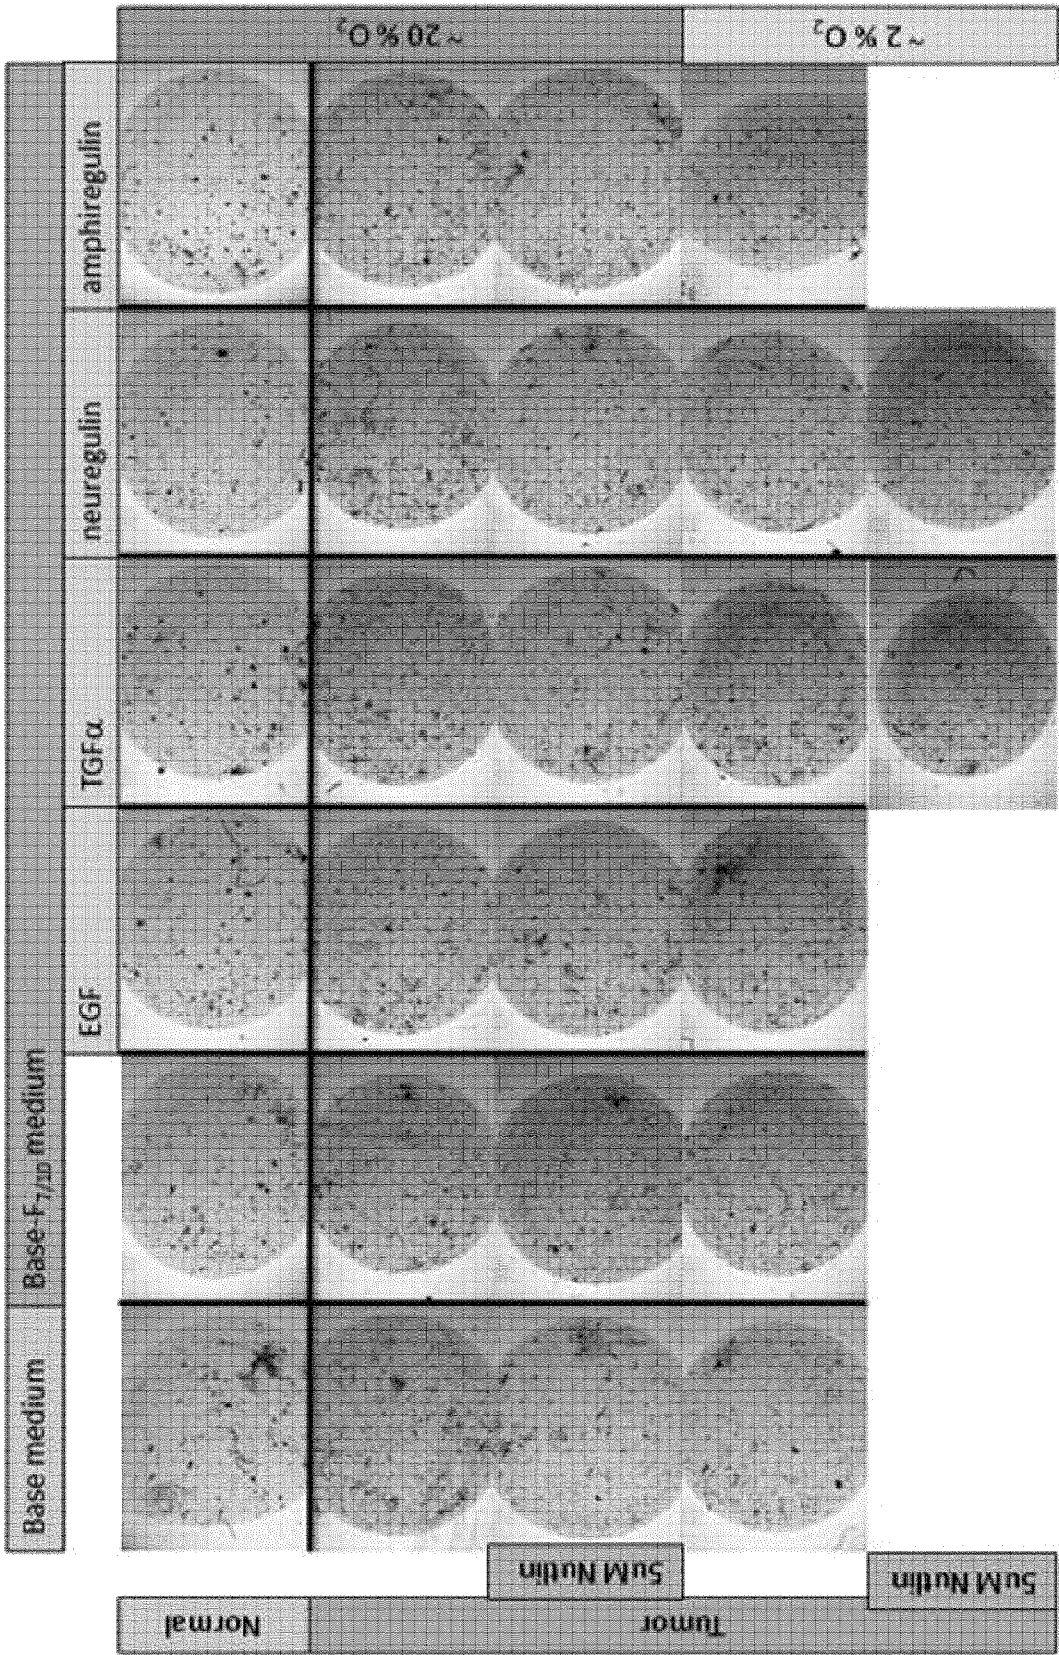 Base medium
Base-F7/10 medium
EGF
TGFα
neuregulin
amphiregulin
Normal
Tumor
5uM Nutlin
5uM Nutlin
~ 20 % O2
~ 2 % O2